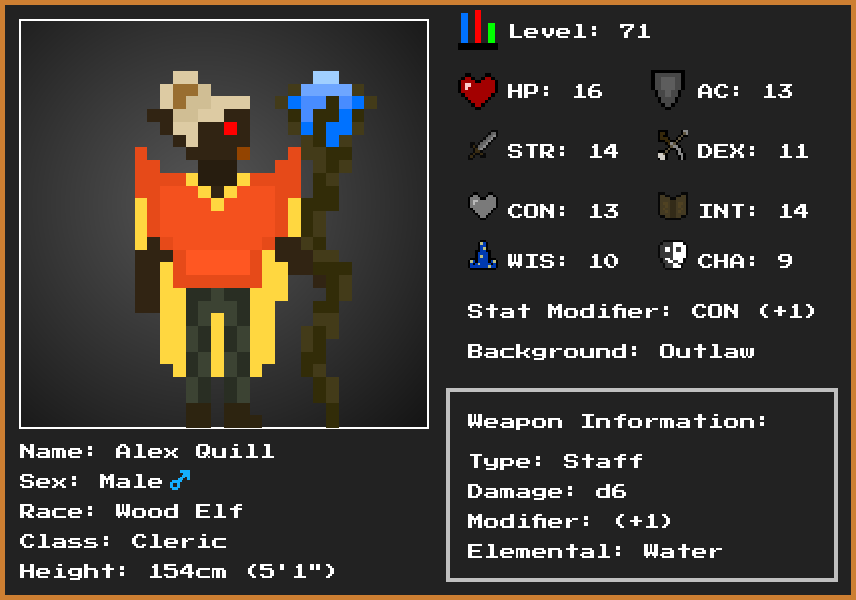 Level: 71
HP: 16
AC: 13
STR: 14
DEX: 11
CON: 13
INT: 14
WIS: 10
CHA: 9
Stat Modifier: CON (+1)
Background: Outlaw
Weapon Information:
Type: Staff
Damage: d6
Modifier: (+1)
Elemental: Water
Name: Alex Quill
Sex: Male ♂
Race: Wood Elf
Class: Cleric
Height: 154cm (5'1")